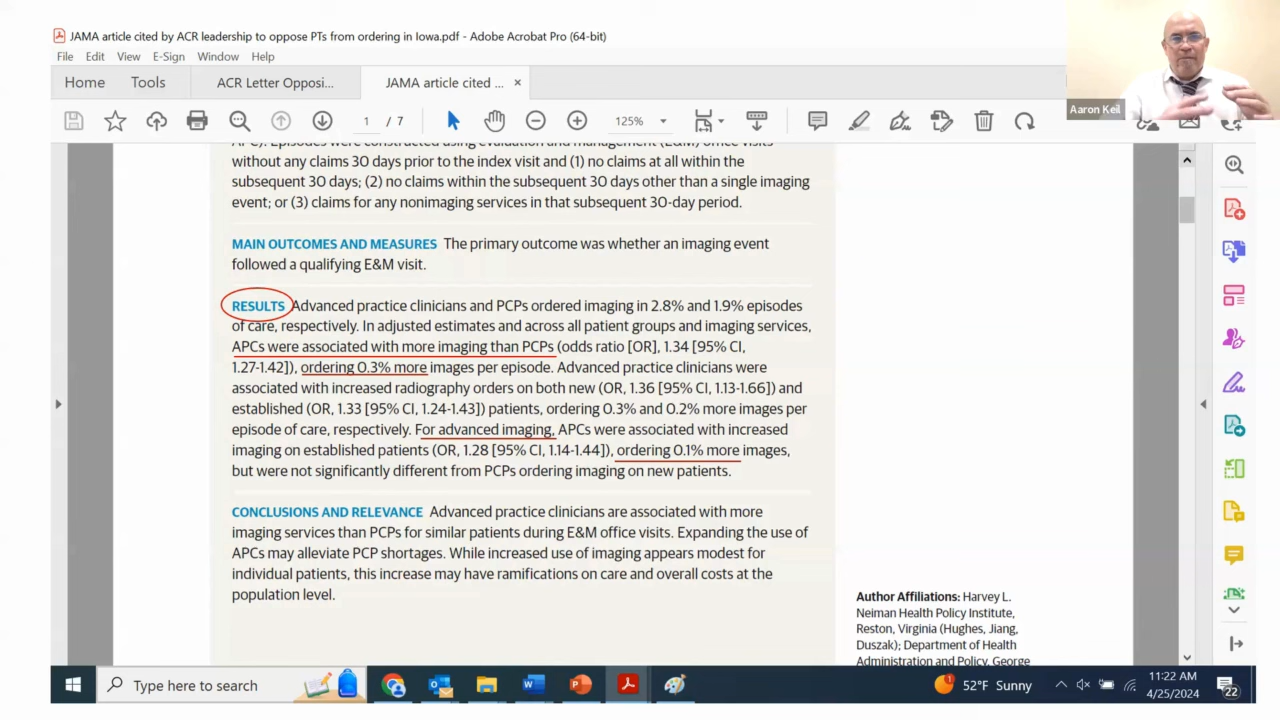 JAMA article cited by ACR leadership to oppose PTs from ordering in Iowa.pdf - Adobe Acrobat Pro (64-bit)
File Edit View E-Sign Window Help
Home Tools ACR Letter Opposi... JAMA article cited ... ×
Aaron Keil
1 / 7 125%
without any claims 30 days prior to the index visit and (1) no claims at all within the
subsequent 30 days; (2) no claims within the subsequent 30 days other than a single imaging
event; or (3) claims for any nonimaging services in that subsequent 30-day period.
MAIN OUTCOMES AND MEASURES The primary outcome was whether an imaging event
followed a qualifying E&M visit.
RESULTS Advanced practice clinicians and PCPs ordered imaging in 2.8% and 1.9% episodes
of care, respectively. In adjusted estimates and across all patient groups and imaging services,
APCs were associated with more imaging than PCPs (odds ratio [OR], 1.34 [95% CI,
1.27-1.42]), ordering 0.3% more images per episode. Advanced practice clinicians were
associated with increased radiography orders on both new (OR, 1.36 [95% CI, 1.13-1.66]) and
established (OR, 1.33 [95% CI, 1.24-1.43]) patients, ordering 0.3% and 0.2% more images per
episode of care, respectively. For advanced imaging, APCs were associated with increased
imaging on established patients (OR, 1.28 [95% CI, 1.14-1.44]), ordering 0.1% more images,
but were not significantly different from PCPs ordering imaging on new patients.
CONCLUSIONS AND RELEVANCE Advanced practice clinicians are associated with more
imaging services than PCPs for similar patients during E&M office visits. Expanding the use of
APCs may alleviate PCP shortages. While increased use of imaging appears modest for
individual patients, this increase may have ramifications on care and overall costs at the
population level.
Author Affiliations: Harvey L.
Neiman Health Policy Institute,
Reston, Virginia (Hughes, Jiang,
Duszak); Department of Health
Administration and Policy, George
Type here to search
52°F Sunny
11:22 AM
4/25/2024
22